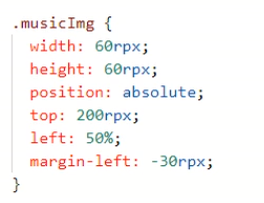 .musicImg {
width: 60rpx;
height: 60rpx;
position: absolute;
top: 200rpx;
left: 50%;
margin-left: -30rpx;
}